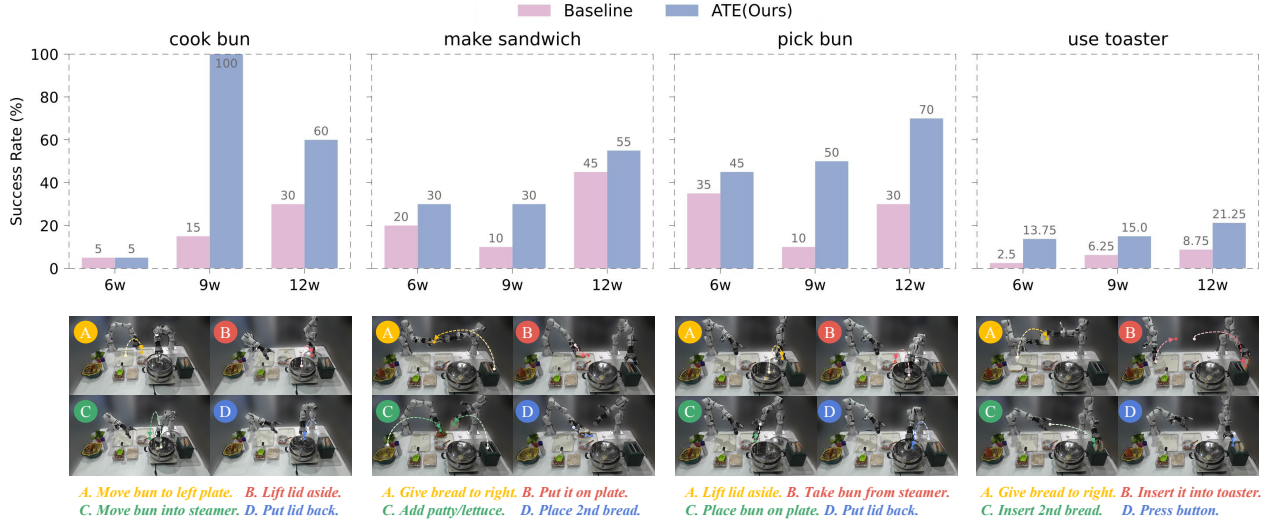 Baseline ATE(Ours)
cook bun make sandwich pick bun use toaster
Success Rate (%)
100
80
60
40
20
0
5 5 15 100 30 60
6w 9w 12w
20 30 10 30 45 55
6w 9w 12w
35 45 10 50 30 70
6w 9w 12w
2.5 13.75 6.25 15.0 8.75 21.25
6w 9w 12w
A B A B A B A B
C D C D C D C D
A. Move bun to left plate. B. Lift lid aside.
C. Move bun into steamer. D. Put lid back.
A. Give bread to right. B. Put it on plate.
C. Add patty/lettuce. D. Place 2nd bread.
A. Lift lid aside. B. Take bun from steamer.
C. Place bun on plate. D. Put lid back.
A. Give bread to right. B. Insert it into toaster.
C. Insert 2nd bread. D. Press button.